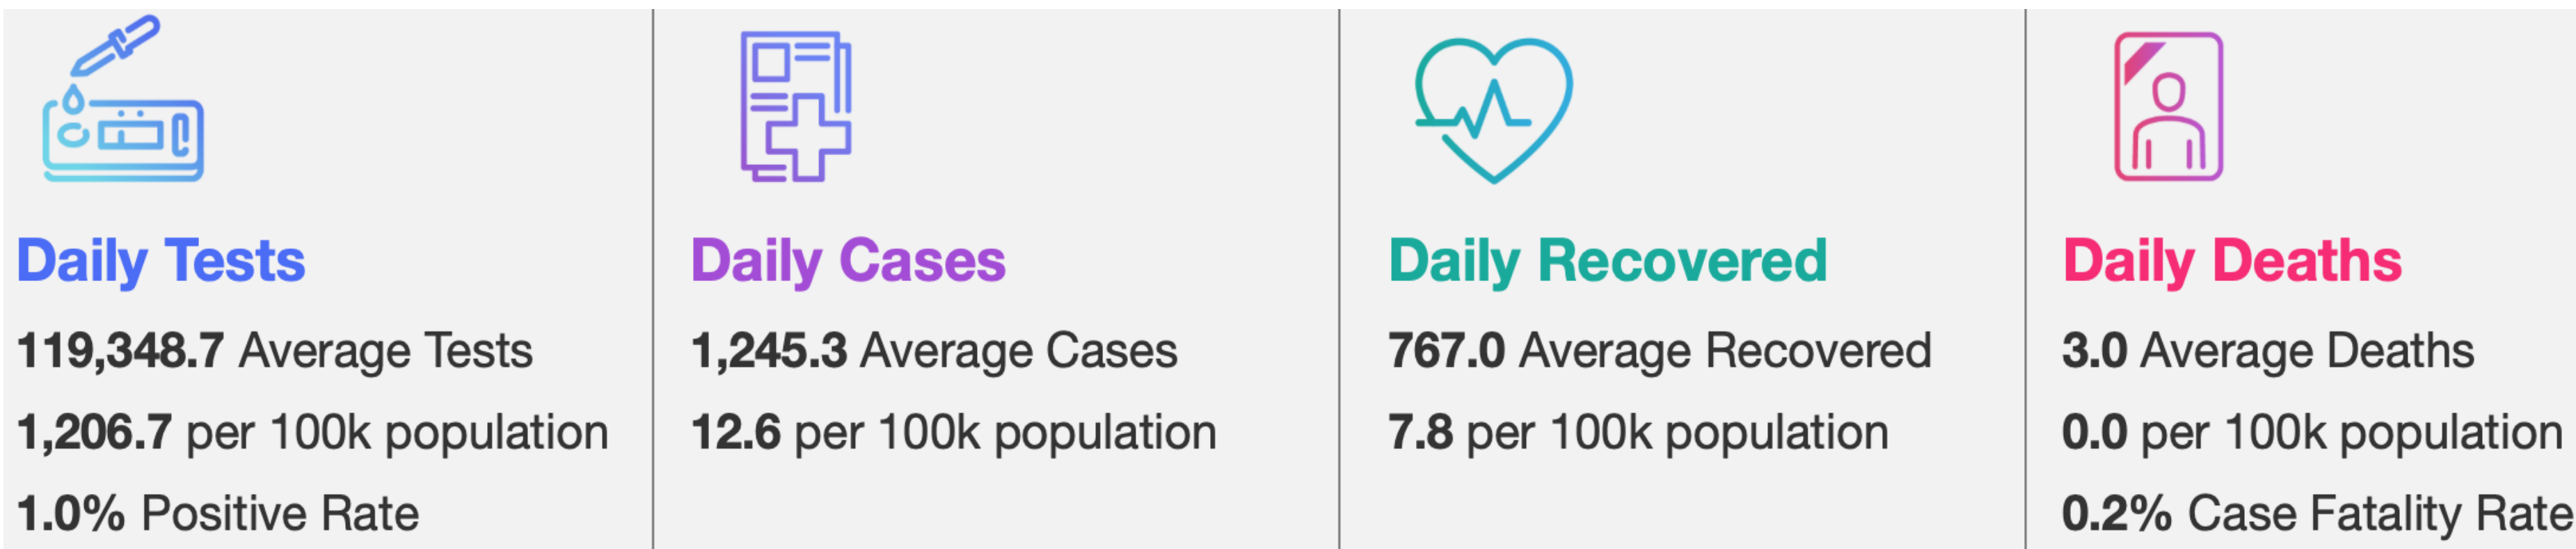 Daily Tests
119,348.7 Average Tests
1,206.7 per 100k population
1.0% Positive Rate
Daily Cases
1,245.3 Average Cases
12.6 per 100k population
Daily Recovered
767.0 Average Recovered
7.8 per 100k population
Daily Deaths
3.0 Average Deaths
0.0 per 100k population
0.2% Case Fatality Rate